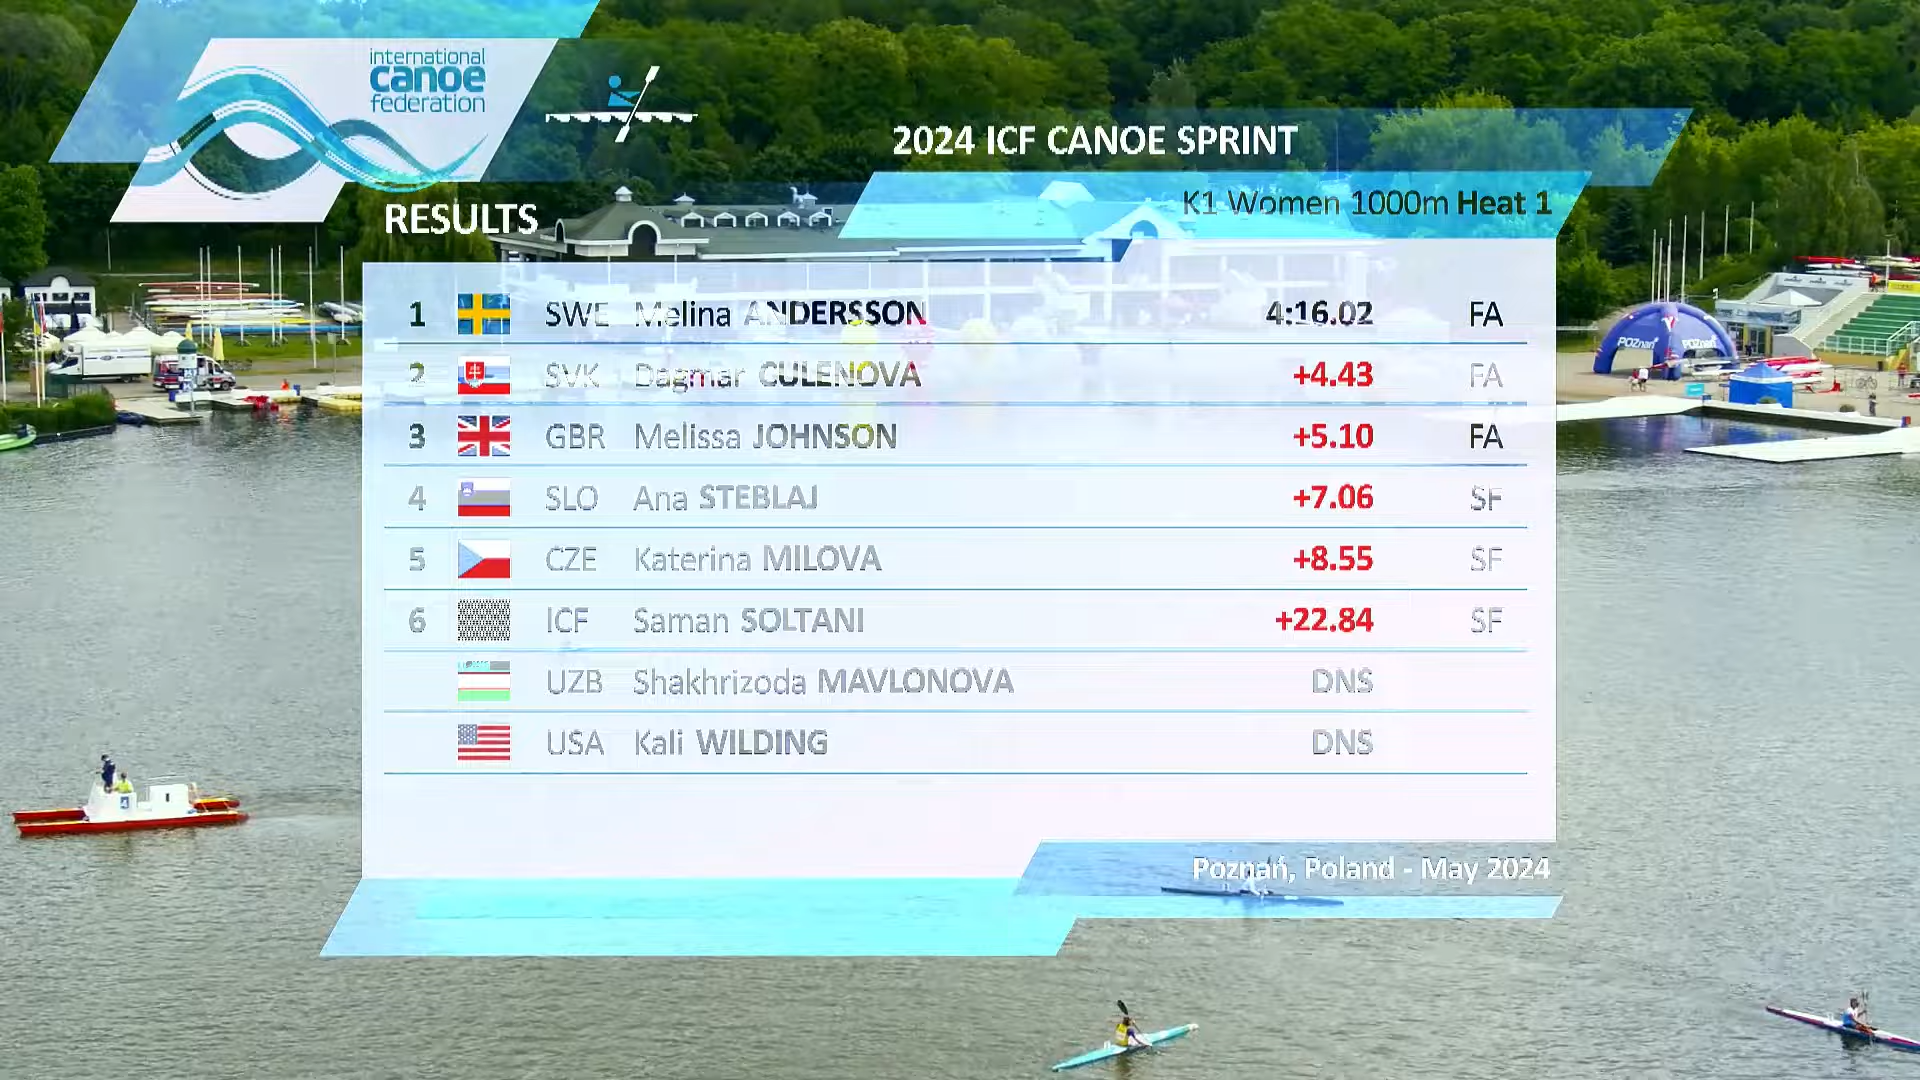 international
canoe
federation
2024 ICF CANOE SPRINT
K1 Women 1000m Heat 1
RESULTS
1 SWE Melina ANDERSSON 4:16.02 FA
2 SVK Dagmar CULENOVA +4.43 FA
3 GBR Melissa JOHNSON +5.10 FA
4 SLO Ana STEBLAJ +7.06 SF
5 CZE Katerina MILOVA +8.55 SF
6 ICF Saman SOLTANI +22.84 SF
UZB Shakhrizoda MAVLONOVA DNS
USA Kali WILDING DNS
POZnań* POZnań*
Poznań, Poland - May 2024